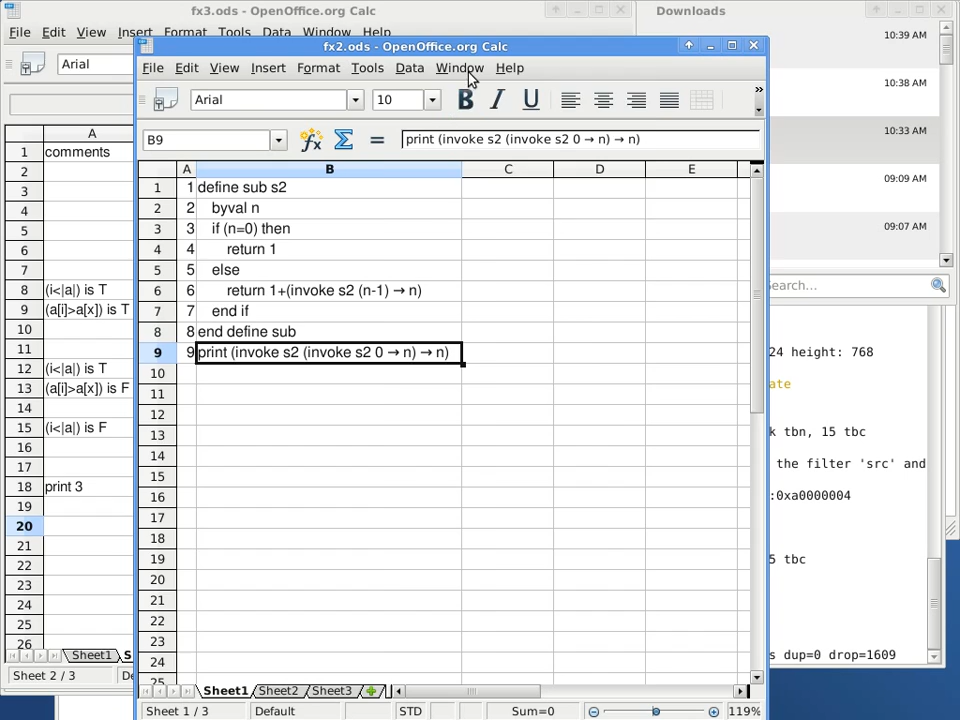 fx3.ods - OpenOffice.org Calc
Downloads
File Edit View Insert Format Tools Data Window Help
Arial
A
1 comments
2
3
4
5
6
7
8 (i<|a|) is T
9 (a[i]>a[x]) is T
10
11
12 (i<|a|) is T
13 (a[i]>a[x]) is F
14
15 (i<|a|) is F
16
17
18 print 3
19
20
21
22
23
24
25
26
Sheet1
Sheet 2 / 3
fx2.ods - OpenOffice.org Calc
File Edit View Insert Format Tools Data Window Help
Arial 10 B I U »
B9 fx Σ = print (invoke s2 (invoke s2 0 → n) → n)
A B C D E
1 1 define sub s2
2 2 byval n
3 3 if (n=0) then
4 4 return 1
5 5 else
6 6 return 1+(invoke s2 (n-1) → n)
7 7 end if
8 8 end define sub
9 9 print (invoke s2 (invoke s2 0 → n) → n)
10
11
12
13
14
15
16
17
18
19
20
21
22
23
24
25
Sheet1 Sheet2 Sheet3
Sheet 1 / 3 Default STD Sum=0 119%
10:39 AM
10:38 AM
10:33 AM
09:09 AM
09:07 AM
Search...
24 height: 768
ate
k tbn, 15 tbc
the filter 'src' and
:0xa0000004
5 tbc
s dup=0 drop=1609